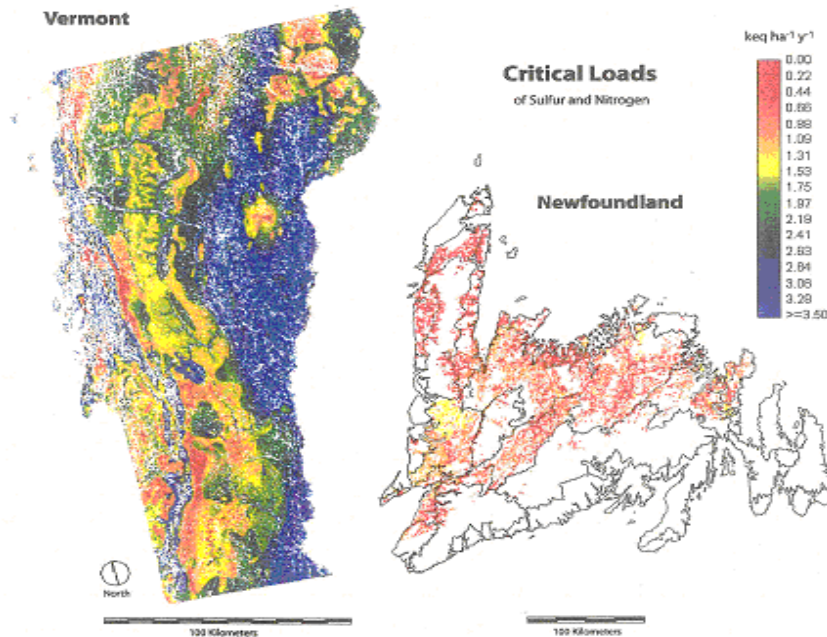 Vermont
keq ha⁻¹ y⁻¹
Critical Loads
of Sulfur and Nitrogen
0.00
0.22
0.44
0.66
0.88
1.09
1.31
1.53
1.75
1.97
2.19
2.41
2.63
2.84
3.06
3.28
>=3.50
Newfoundland
North
100 Kilometers
100 Kilometers